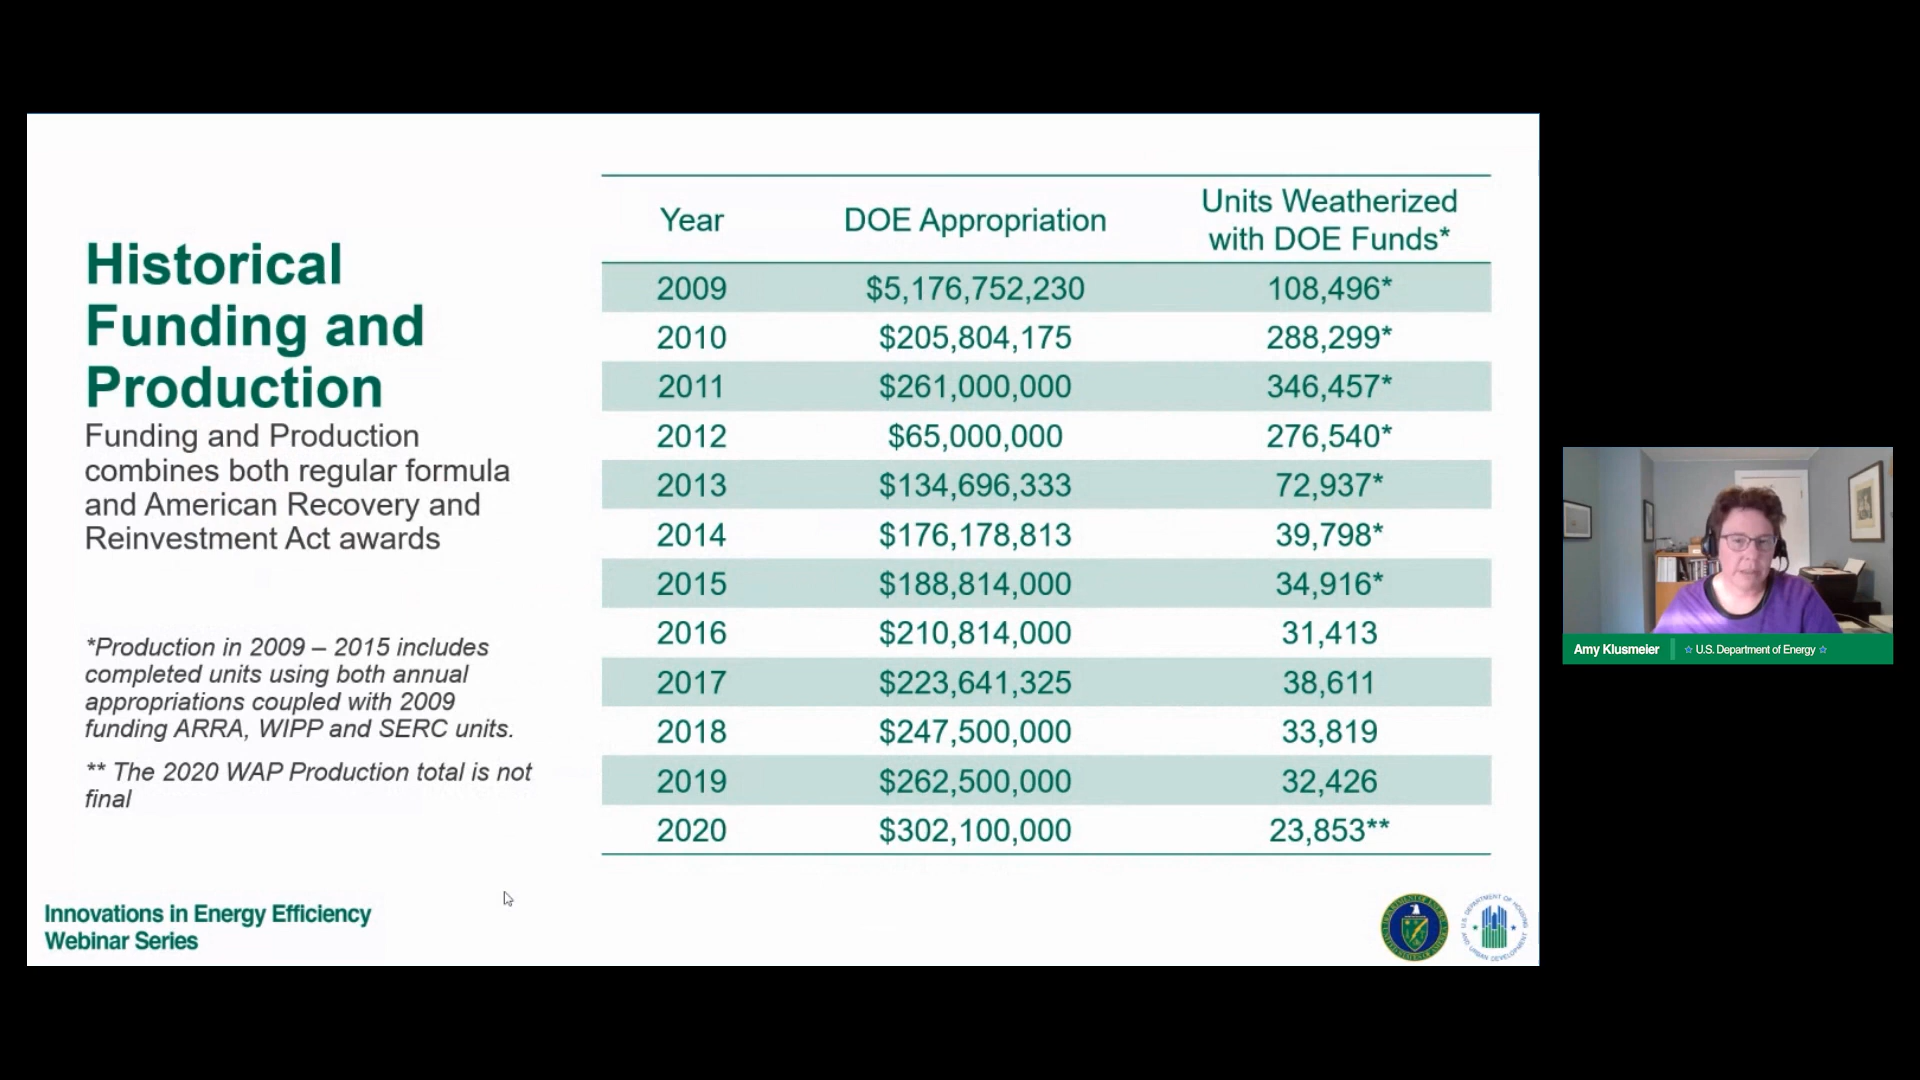 Historical
Funding and
Production
Funding and Production
combines both regular formula
and American Recovery and
Reinvestment Act awards
*Production in 2009 – 2015 includes
completed units using both annual
appropriations coupled with 2009
funding ARRA, WIPP and SERC units.
** The 2020 WAP Production total is not
final
Year DOE Appropriation Units Weatherized
with DOE Funds*
2009 $5,176,752,230 108,496*
2010 $205,804,175 288,299*
2011 $261,000,000 346,457*
2012 $65,000,000 276,540*
2013 $134,696,333 72,937*
2014 $176,178,813 39,798*
2015 $188,814,000 34,916*
2016 $210,814,000 31,413
2017 $223,641,325 38,611
2018 $247,500,000 33,819
2019 $262,500,000 32,426
2020 $302,100,000 23,853**
Innovations in Energy Efficiency
Webinar Series
Amy Klusmeier | ☆ U.S. Department of Energy ☆